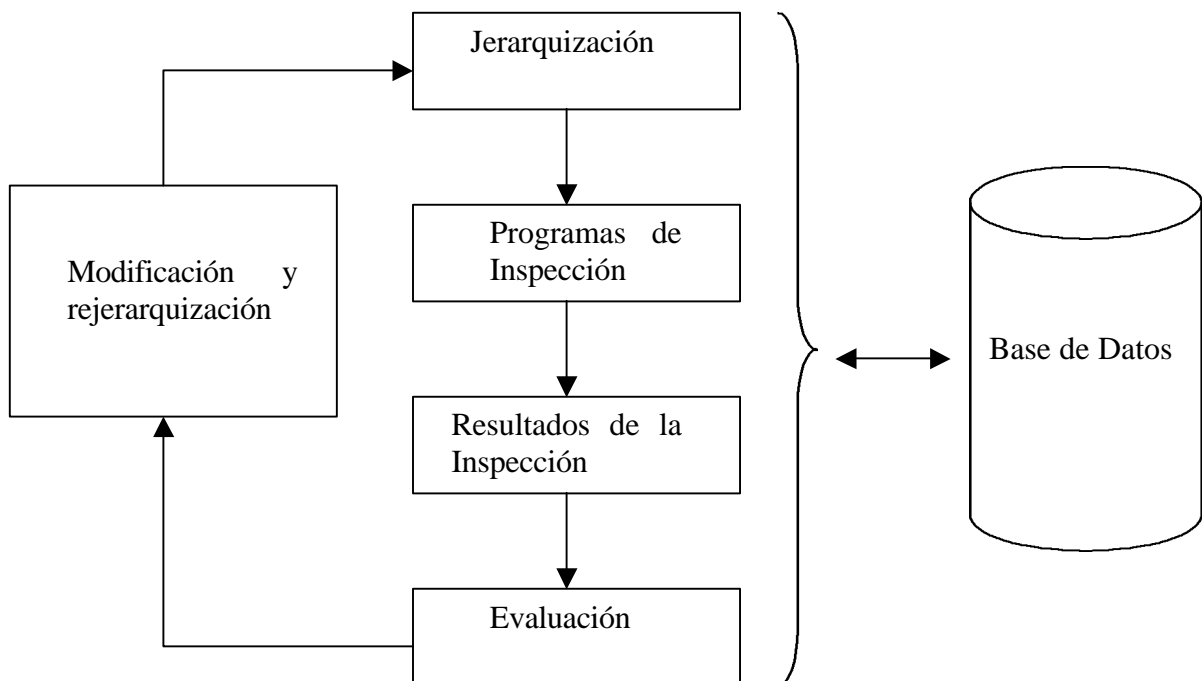 Jerarquización
Programas de
Inspección
Modificación y
rejerarquización
Base de Datos
Resultados de la
Inspección
Evaluación